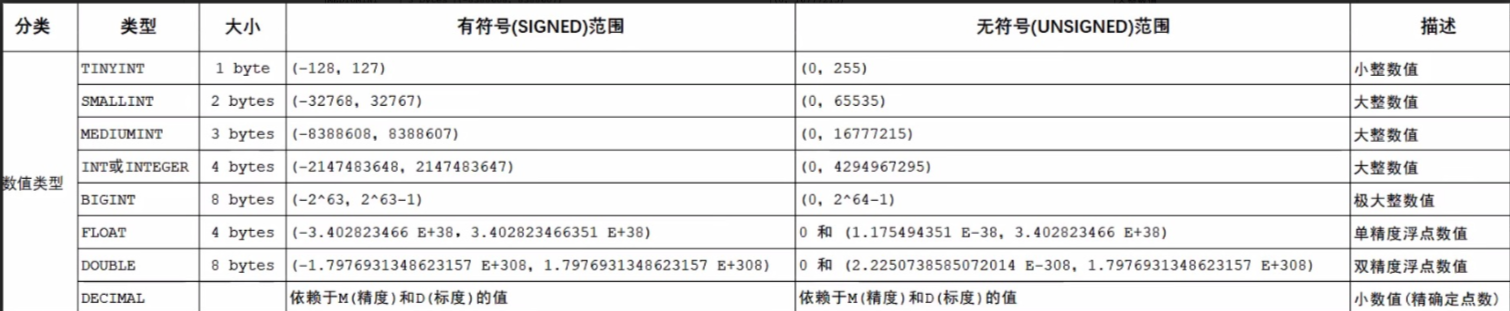 分类 类型 大小 有符号(SIGNED)范围 无符号(UNSIGNED)范围 描述
数值类型
TINYINT 1 byte (-128, 127) (0, 255) 小整数值
SMALLINT 2 bytes (-32768, 32767) (0, 65535) 大整数值
MEDIUMINT 3 bytes (-8388608, 8388607) (0, 16777215) 大整数值
INT或INTEGER 4 bytes (-2147483648, 2147483647) (0, 4294967295) 大整数值
BIGINT 8 bytes (-2^63, 2^63-1) (0, 2^64-1) 极大整数值
FLOAT 4 bytes (-3.402823466 E+38, 3.402823466351 E+38) 0 和 (1.175494351 E-38, 3.402823466 E+38) 单精度浮点数值
DOUBLE 8 bytes (-1.7976931348623157 E+308, 1.7976931348623157 E+308) 0 和 (2.2250738585072014 E-308, 1.7976931348623157 E+308) 双精度浮点数值
DECIMAL 依赖于M(精度)和D(标度)的值 依赖于M(精度)和D(标度)的值 小数值(精确定点数)